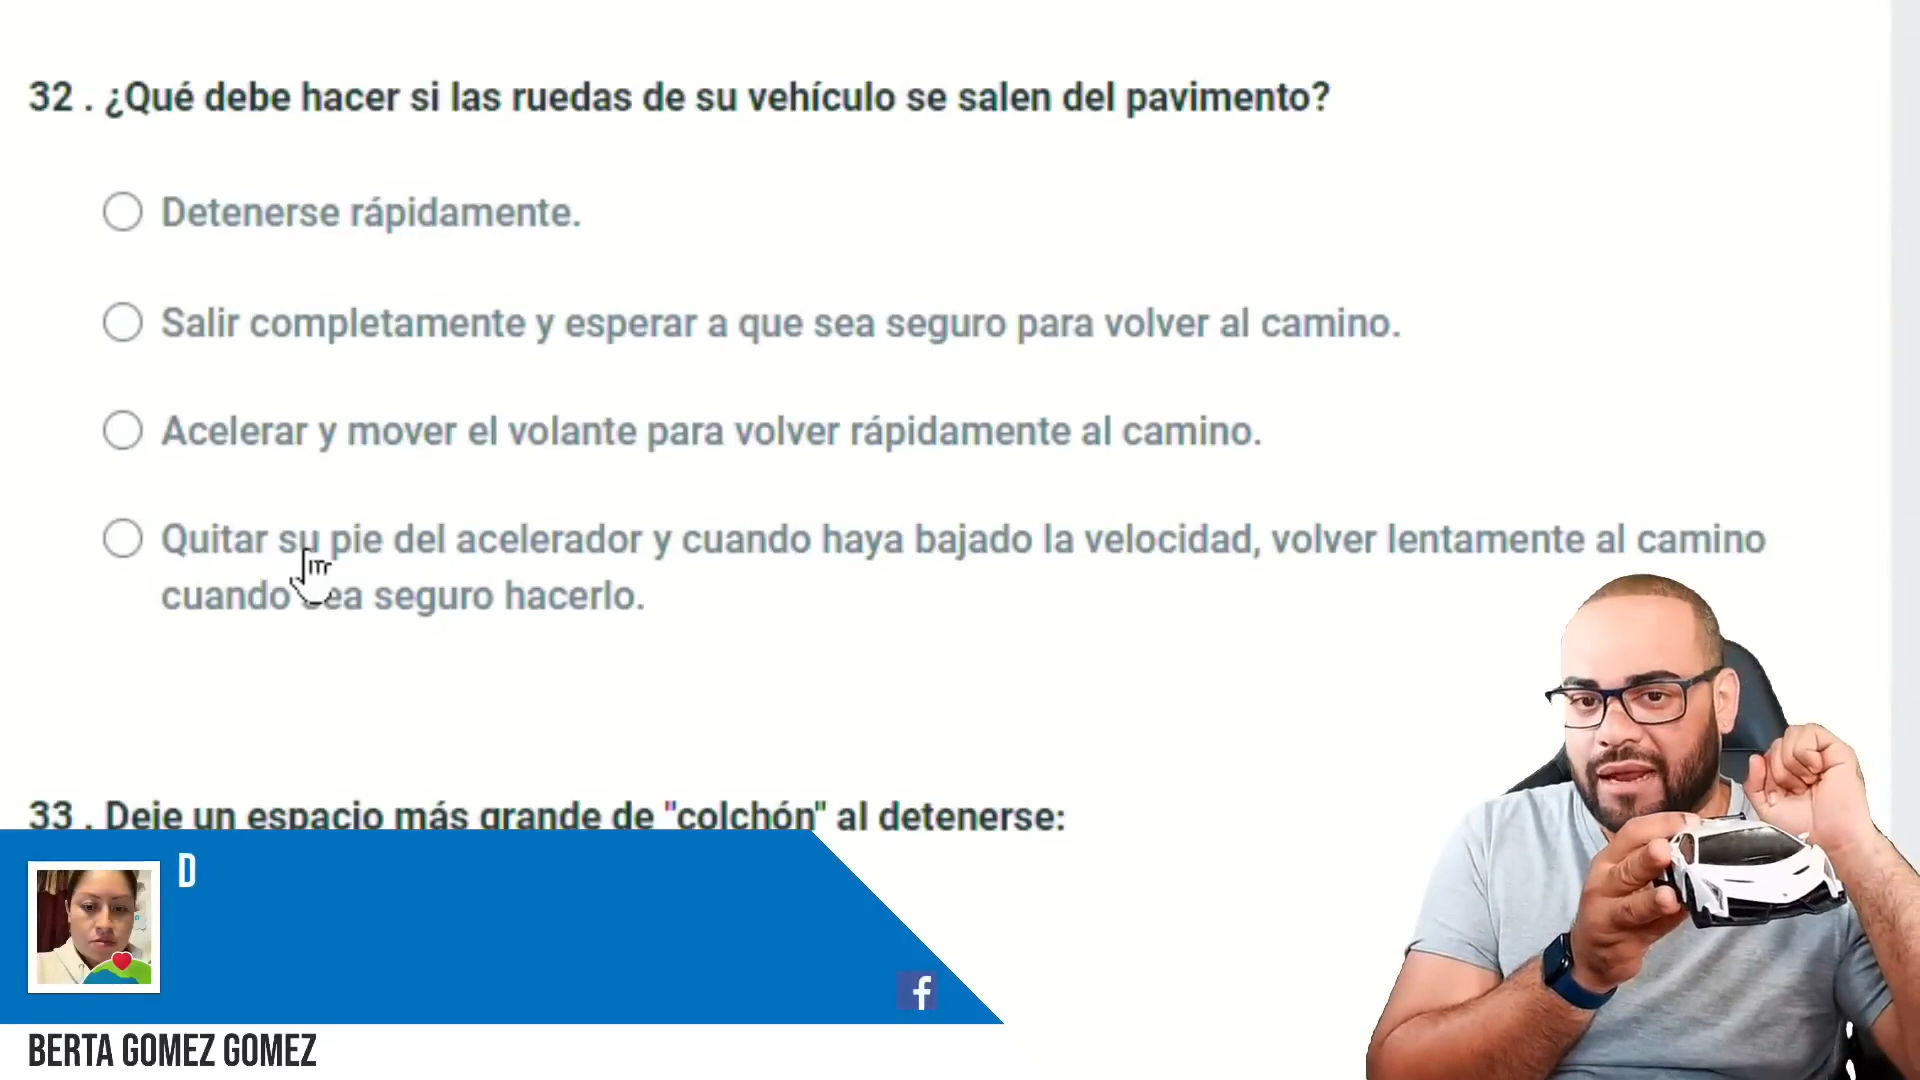 32 . ¿Qué debe hacer si las ruedas de su vehículo se salen del pavimento?
Detenerse rápidamente.
Salir completamente y esperar a que sea seguro para volver al camino.
Acelerar y mover el volante para volver rápidamente al camino.
Quitar su pie del acelerador y cuando haya bajado la velocidad, volver lentamente al camino
cuando sea seguro hacerlo.
33 . Deje un espacio más grande de "colchón" al detenerse:
D
f
BERTA GOMEZ GOMEZ